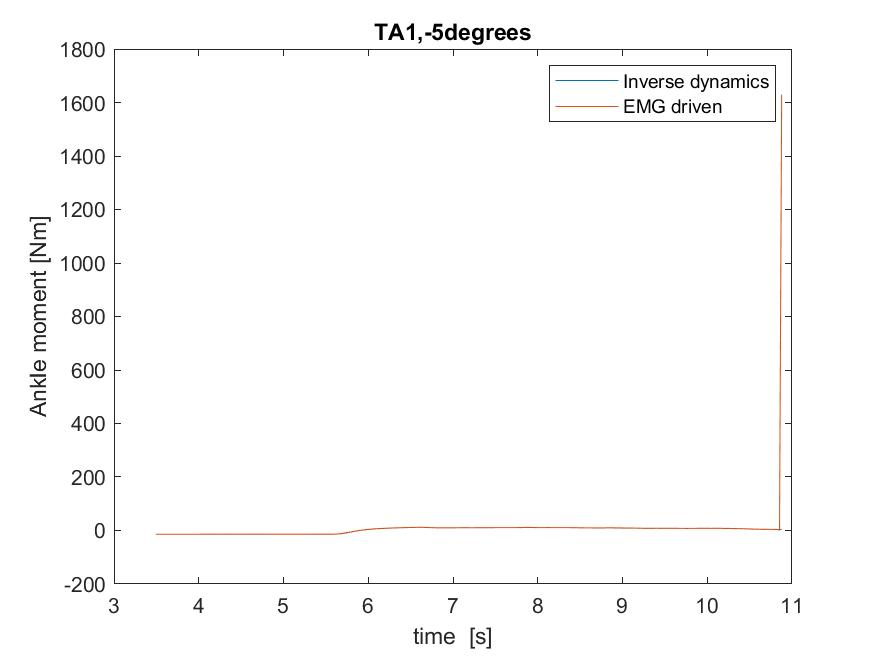 TA1,-5degrees
1800
1600
1400
1200
1000
800
600
400
200
0
-200
Ankle moment [Nm]
Inverse dynamics
EMG driven
3 4 5 6 7 8 9 10 11
time [s]